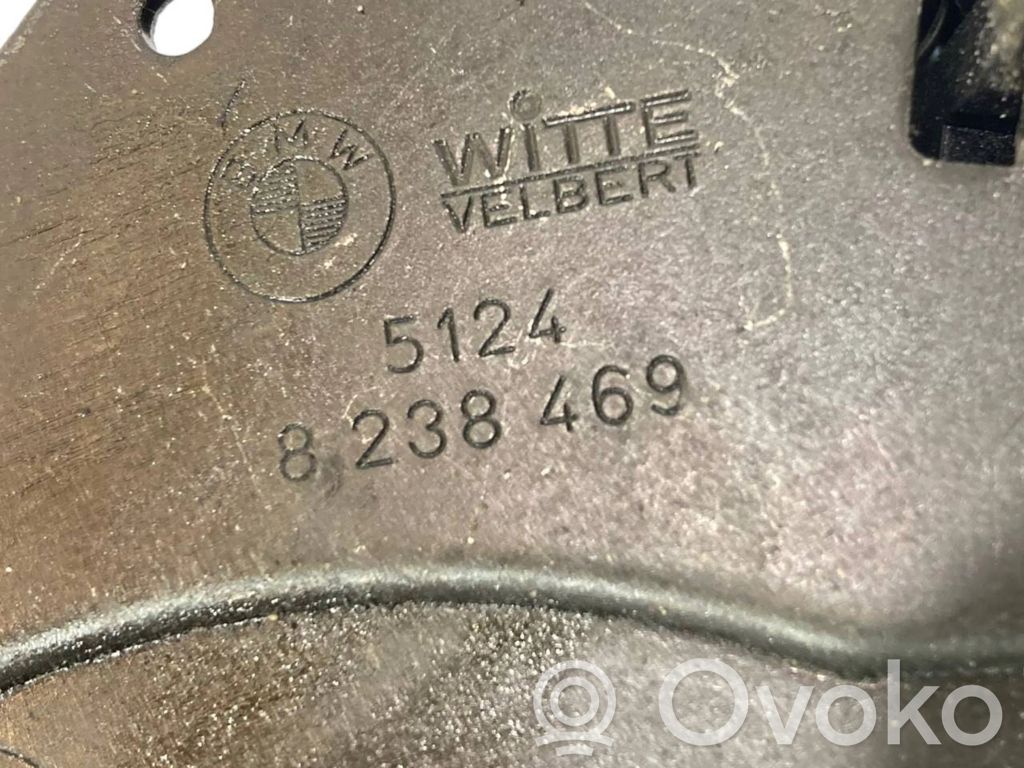 BMW
WiTTE
VELBERT
5124
8 238 469
Ovoko